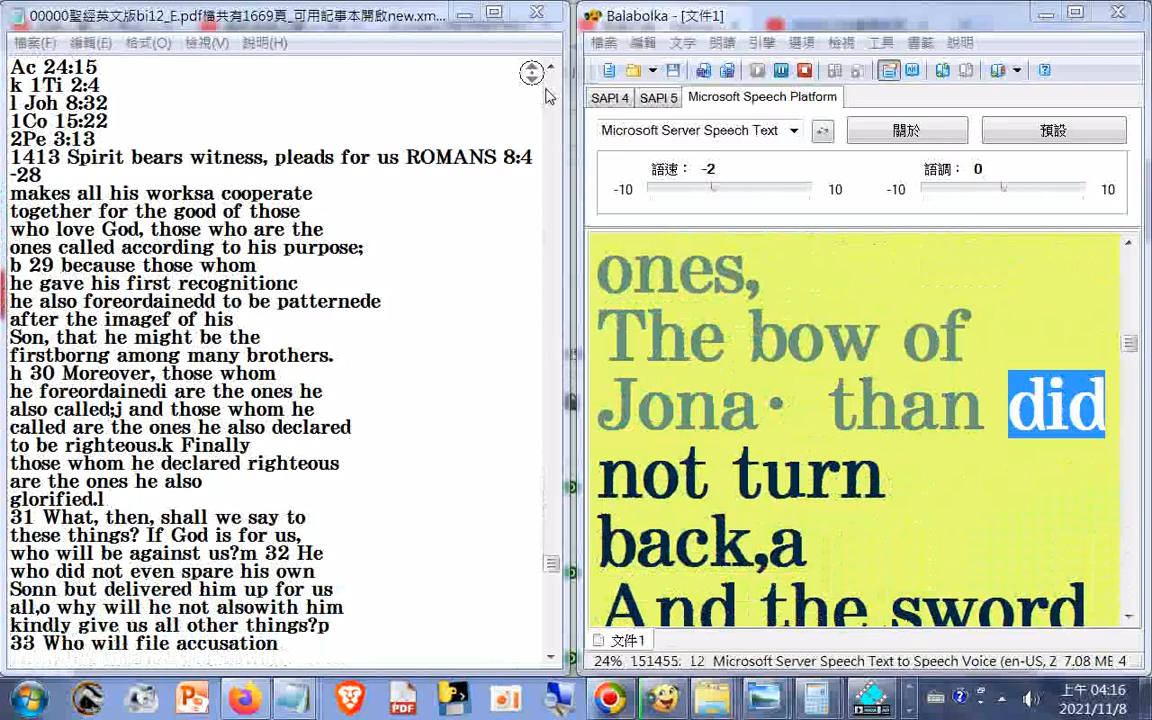 00000聖經英文版bi12_E.pdf檔共有1669頁_可用記事本開啟new.xm...
檔案(F) 編輯(E) 格式(O) 檢視(V) 說明(H)
Ac 24:15
k 1Ti 2:4
l Joh 8:32
1Co 15:22
2Pe 3:13
1413 Spirit bears witness, pleads for us ROMANS 8:4
-28
makes all his worksa cooperate
together for the good of those
who love God, those who are the
ones called according to his purpose;
b 29 because those whom
he gave his first recognitionc
he also foreordainedd to be patternede
after the imagef of his
Son, that he might be the
firstborng among many brothers.
h 30 Moreover, those whom
he foreordainedi are the ones he
also called;j and those whom he
called are the ones he also declared
to be righteous.k Finally
those whom he declared righteous
are the ones he also
glorified.l
31 What, then, shall we say to
these things? If God is for us,
who will be against us?m 32 He
who did not even spare his own
Sonn but delivered him up for us
all,o why will he not alsowith him
kindly give us all other things?p
33 Who will file accusation
Balabolka - [文件1]
檔案 編輯 文字 朗讀 引擎 選項 檢視 工具 書籤 說明
SAPI 4 SAPI 5 Microsoft Speech Platform
Microsoft Server Speech Text 關於 預設
語速： -2 語調： 0
-10 10 -10 10
ones,
The bow of
Jona· than did
not turn
back,a
And the sword
文件1
24% 151455: 12 Microsoft Server Speech Text to Speech Voice (en-US, Z 7.08 ME 4
PDF
上午 04:16
2021/11/8